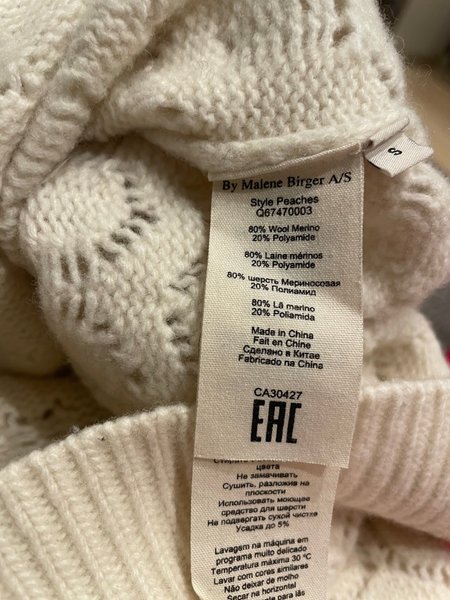 S
By Malene Birger A/S
Style Peaches
Q67470003
80% Wool Merino
20% Polyamide
80% Laine mérinos
20% Polyamide
80% шерсть Мериносовая
20% Полиамид
80% Lã merino
20% Poliamida
Made in China
Fait en Chine
Сделано в Китае
Fabricado na China
CA30427
EAC
цвета
Не замачивать
Сушить, разложив на
плоскости
Использовать моющее
средство для шерсти
Не подвергать сухой чистке
Усадка до 5%
Lavagem na máquina em
programa muito delicado
Temperatura máxima 30 °C
Lavar com cores similares
Não deixar de molho
Secar na horizontal
para lãs